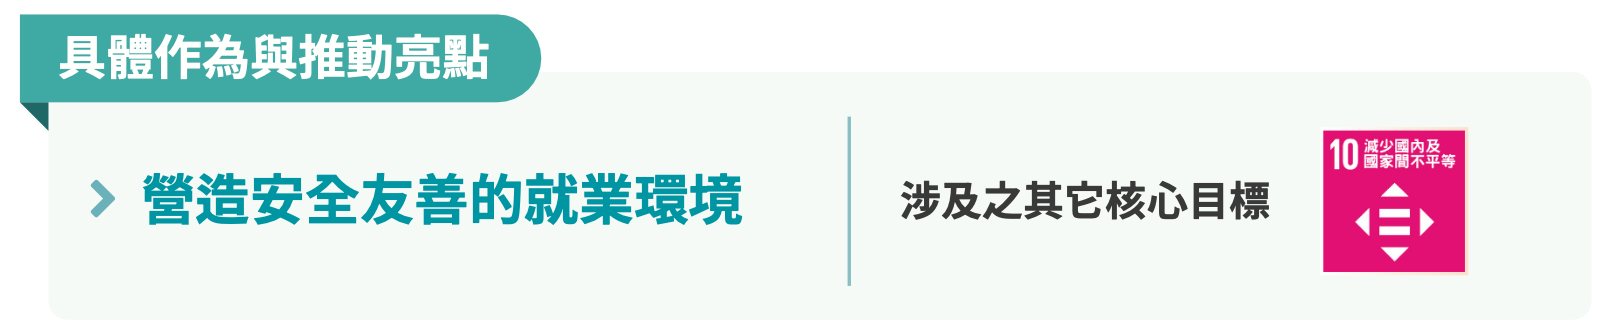 具體作為與推動亮點
營造安全友善的就業環境
涉及之其它核心目標
10 減少國內及
國家間不平等